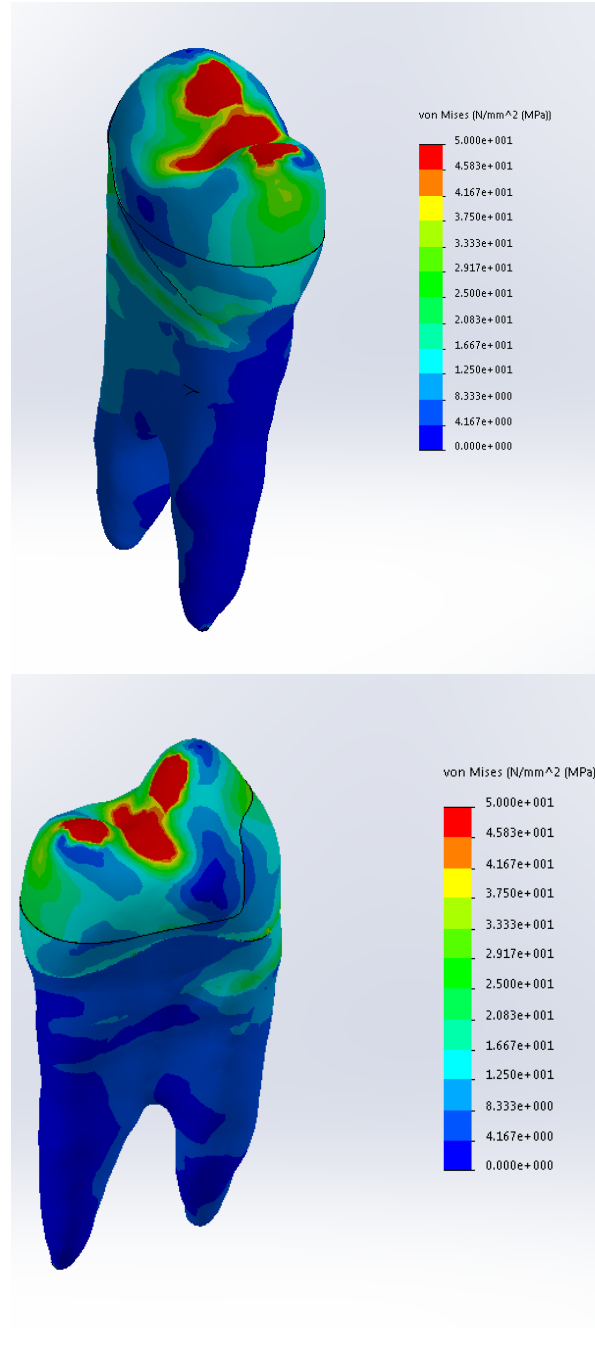 von Mises (N/mm^2 (MPa))
5.000e+001
4.583e+001
4.167e+001
3.750e+001
3.333e+001
2.917e+001
2.500e+001
2.083e+001
1.667e+001
1.250e+001
8.333e+000
4.167e+000
0.000e+000
von Mises (N/mm^2 (MPa)
5.000e+001
4.583e+001
4.167e+001
3.750e+001
3.333e+001
2.917e+001
2.500e+001
2.083e+001
1.667e+001
1.250e+001
8.333e+000
4.167e+000
0.000e+000